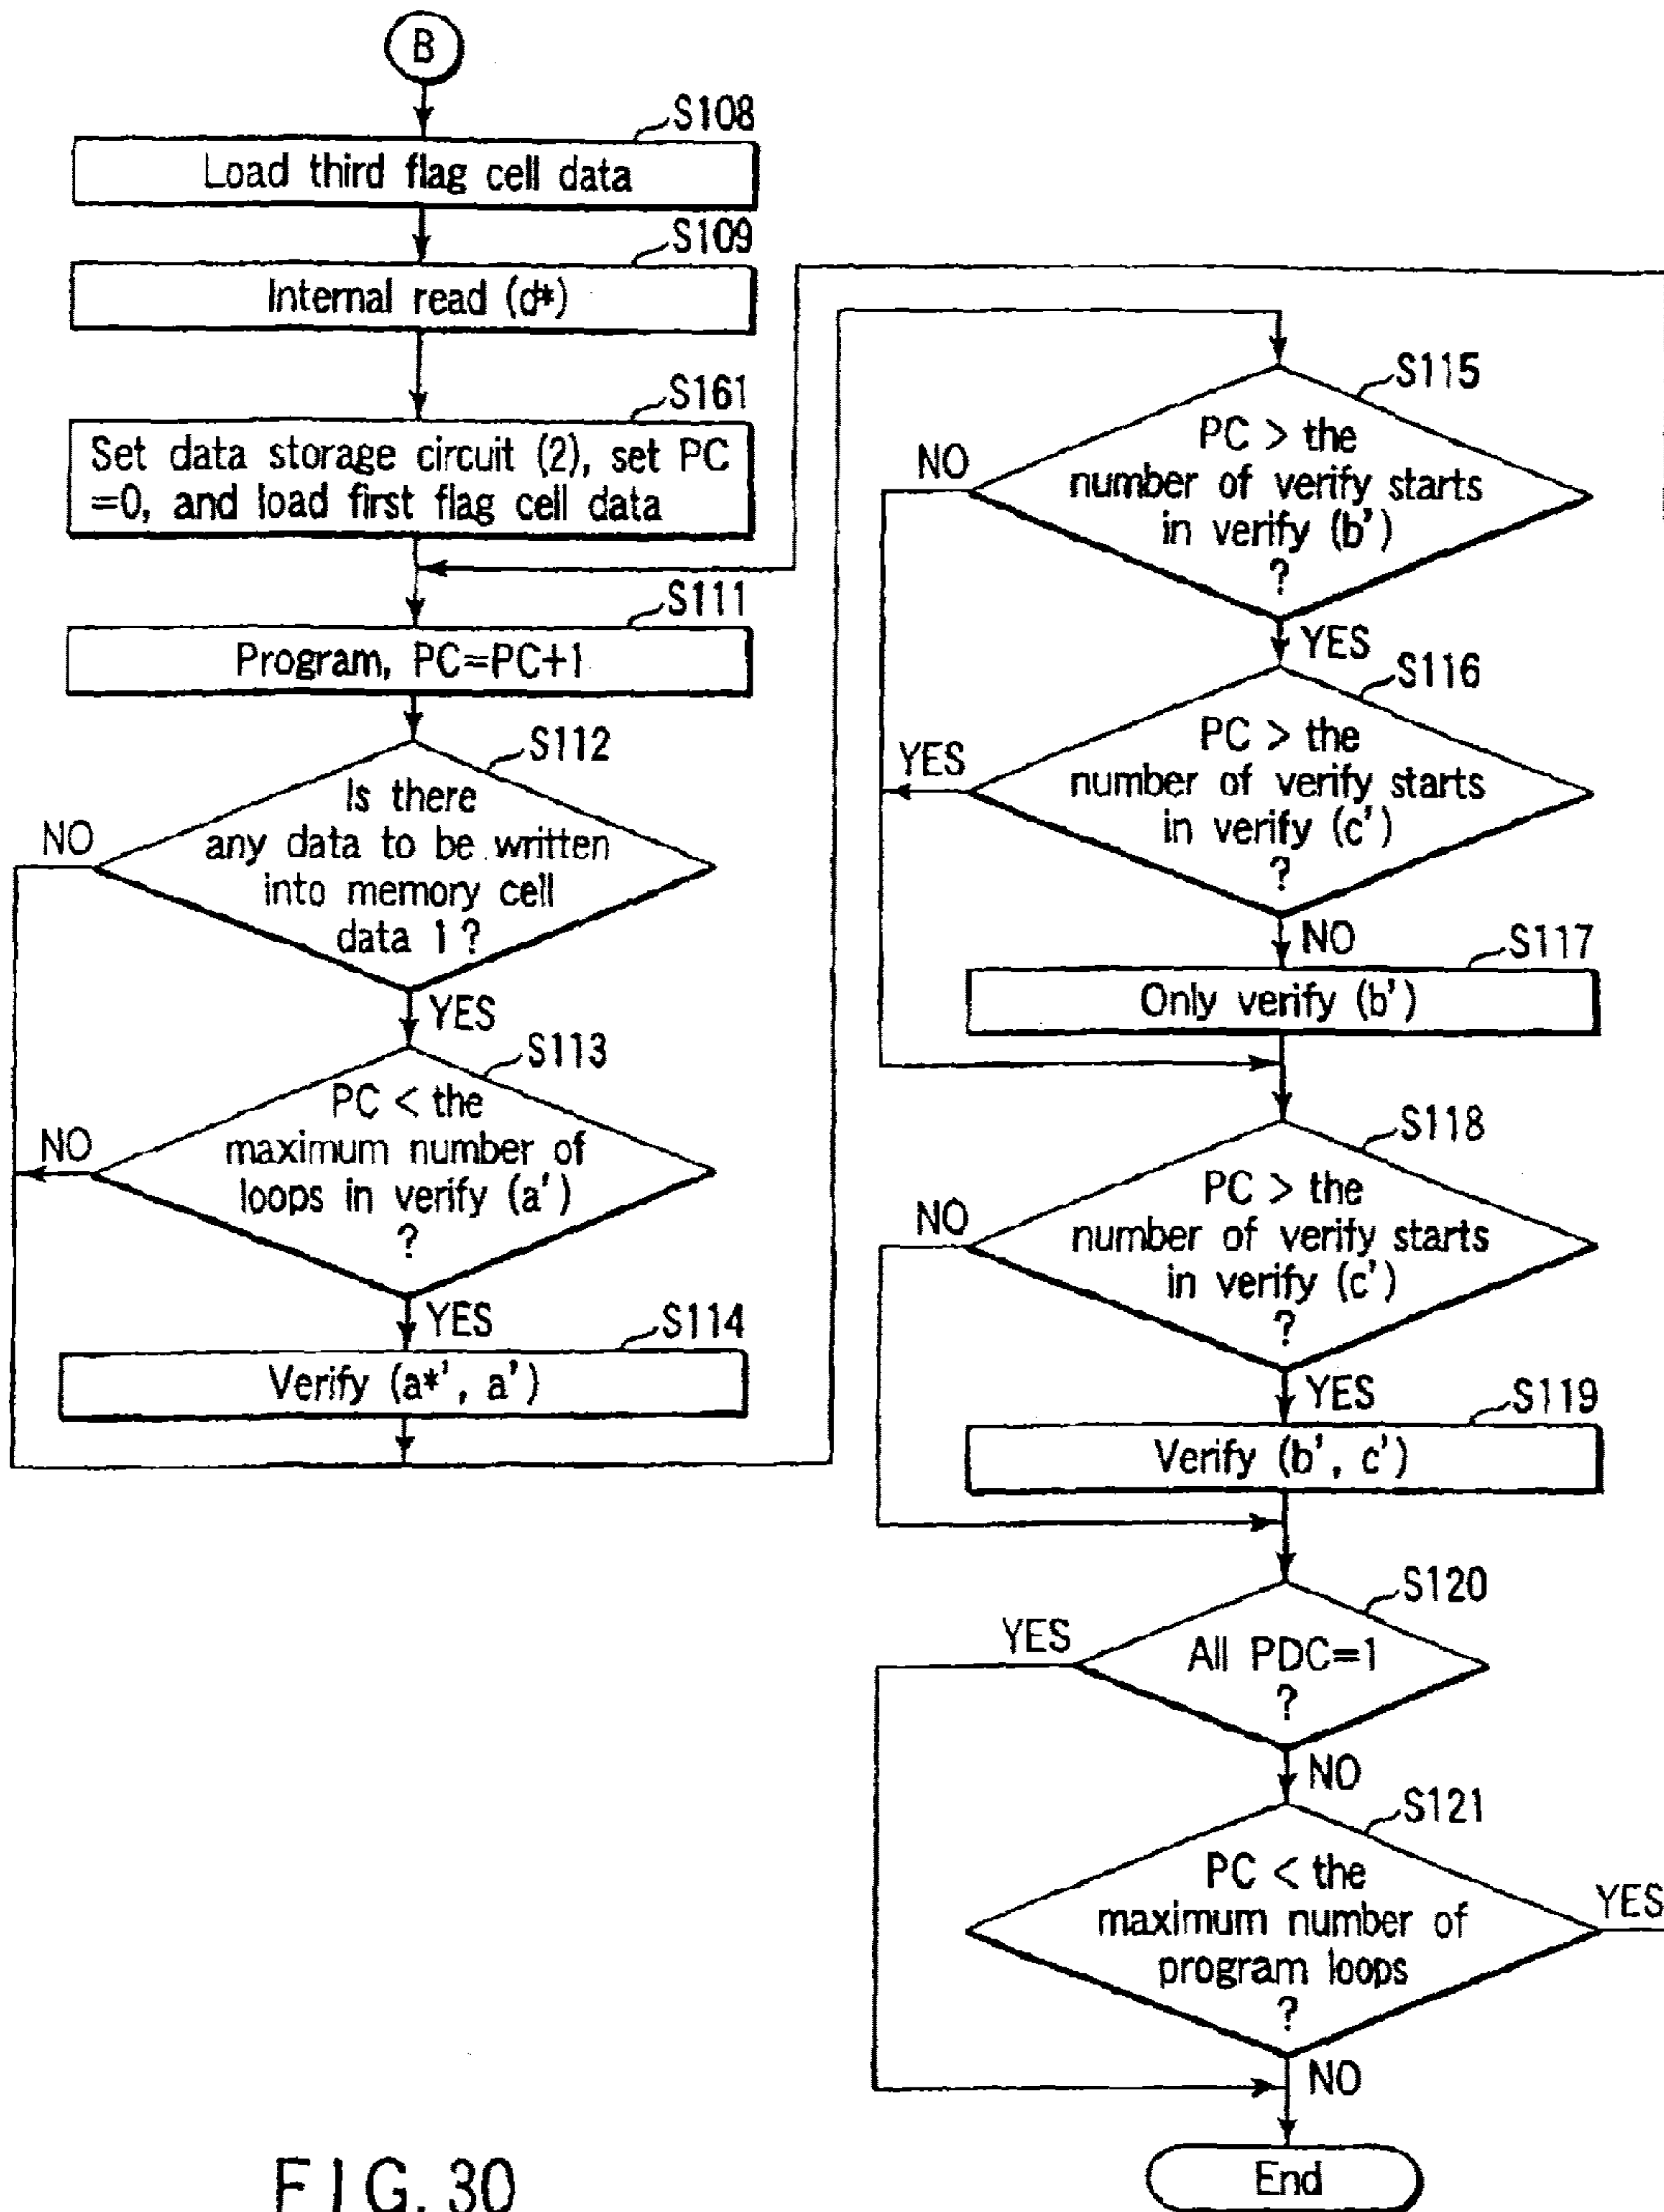 B
S108
Load third flag cell data
S109
Internal read (d*)
S161
Set data storage circuit (2), set PC
=0, and load first flag cell data
S111
Program, PC=PC+1
S112
Is there
any data to be written
into memory cell
data 1?
NO
YES
S113
PC < the
maximum number of
loops in verify (a')
?
NO
YES
S114
Verify (a*', a')
S115
PC > the
number of verify starts
in verify (b')
?
NO
YES
S116
PC > the
number of verify starts
in verify (c')
?
YES
NO
S117
Only verify (b')
S118
PC > the
number of verify starts
in verify (c')
?
NO
YES
S119
Verify (b', c')
S120
All PDC=1
?
YES
NO
S121
PC < the
maximum number of
program loops
?
YES
NO
End
FIG. 30